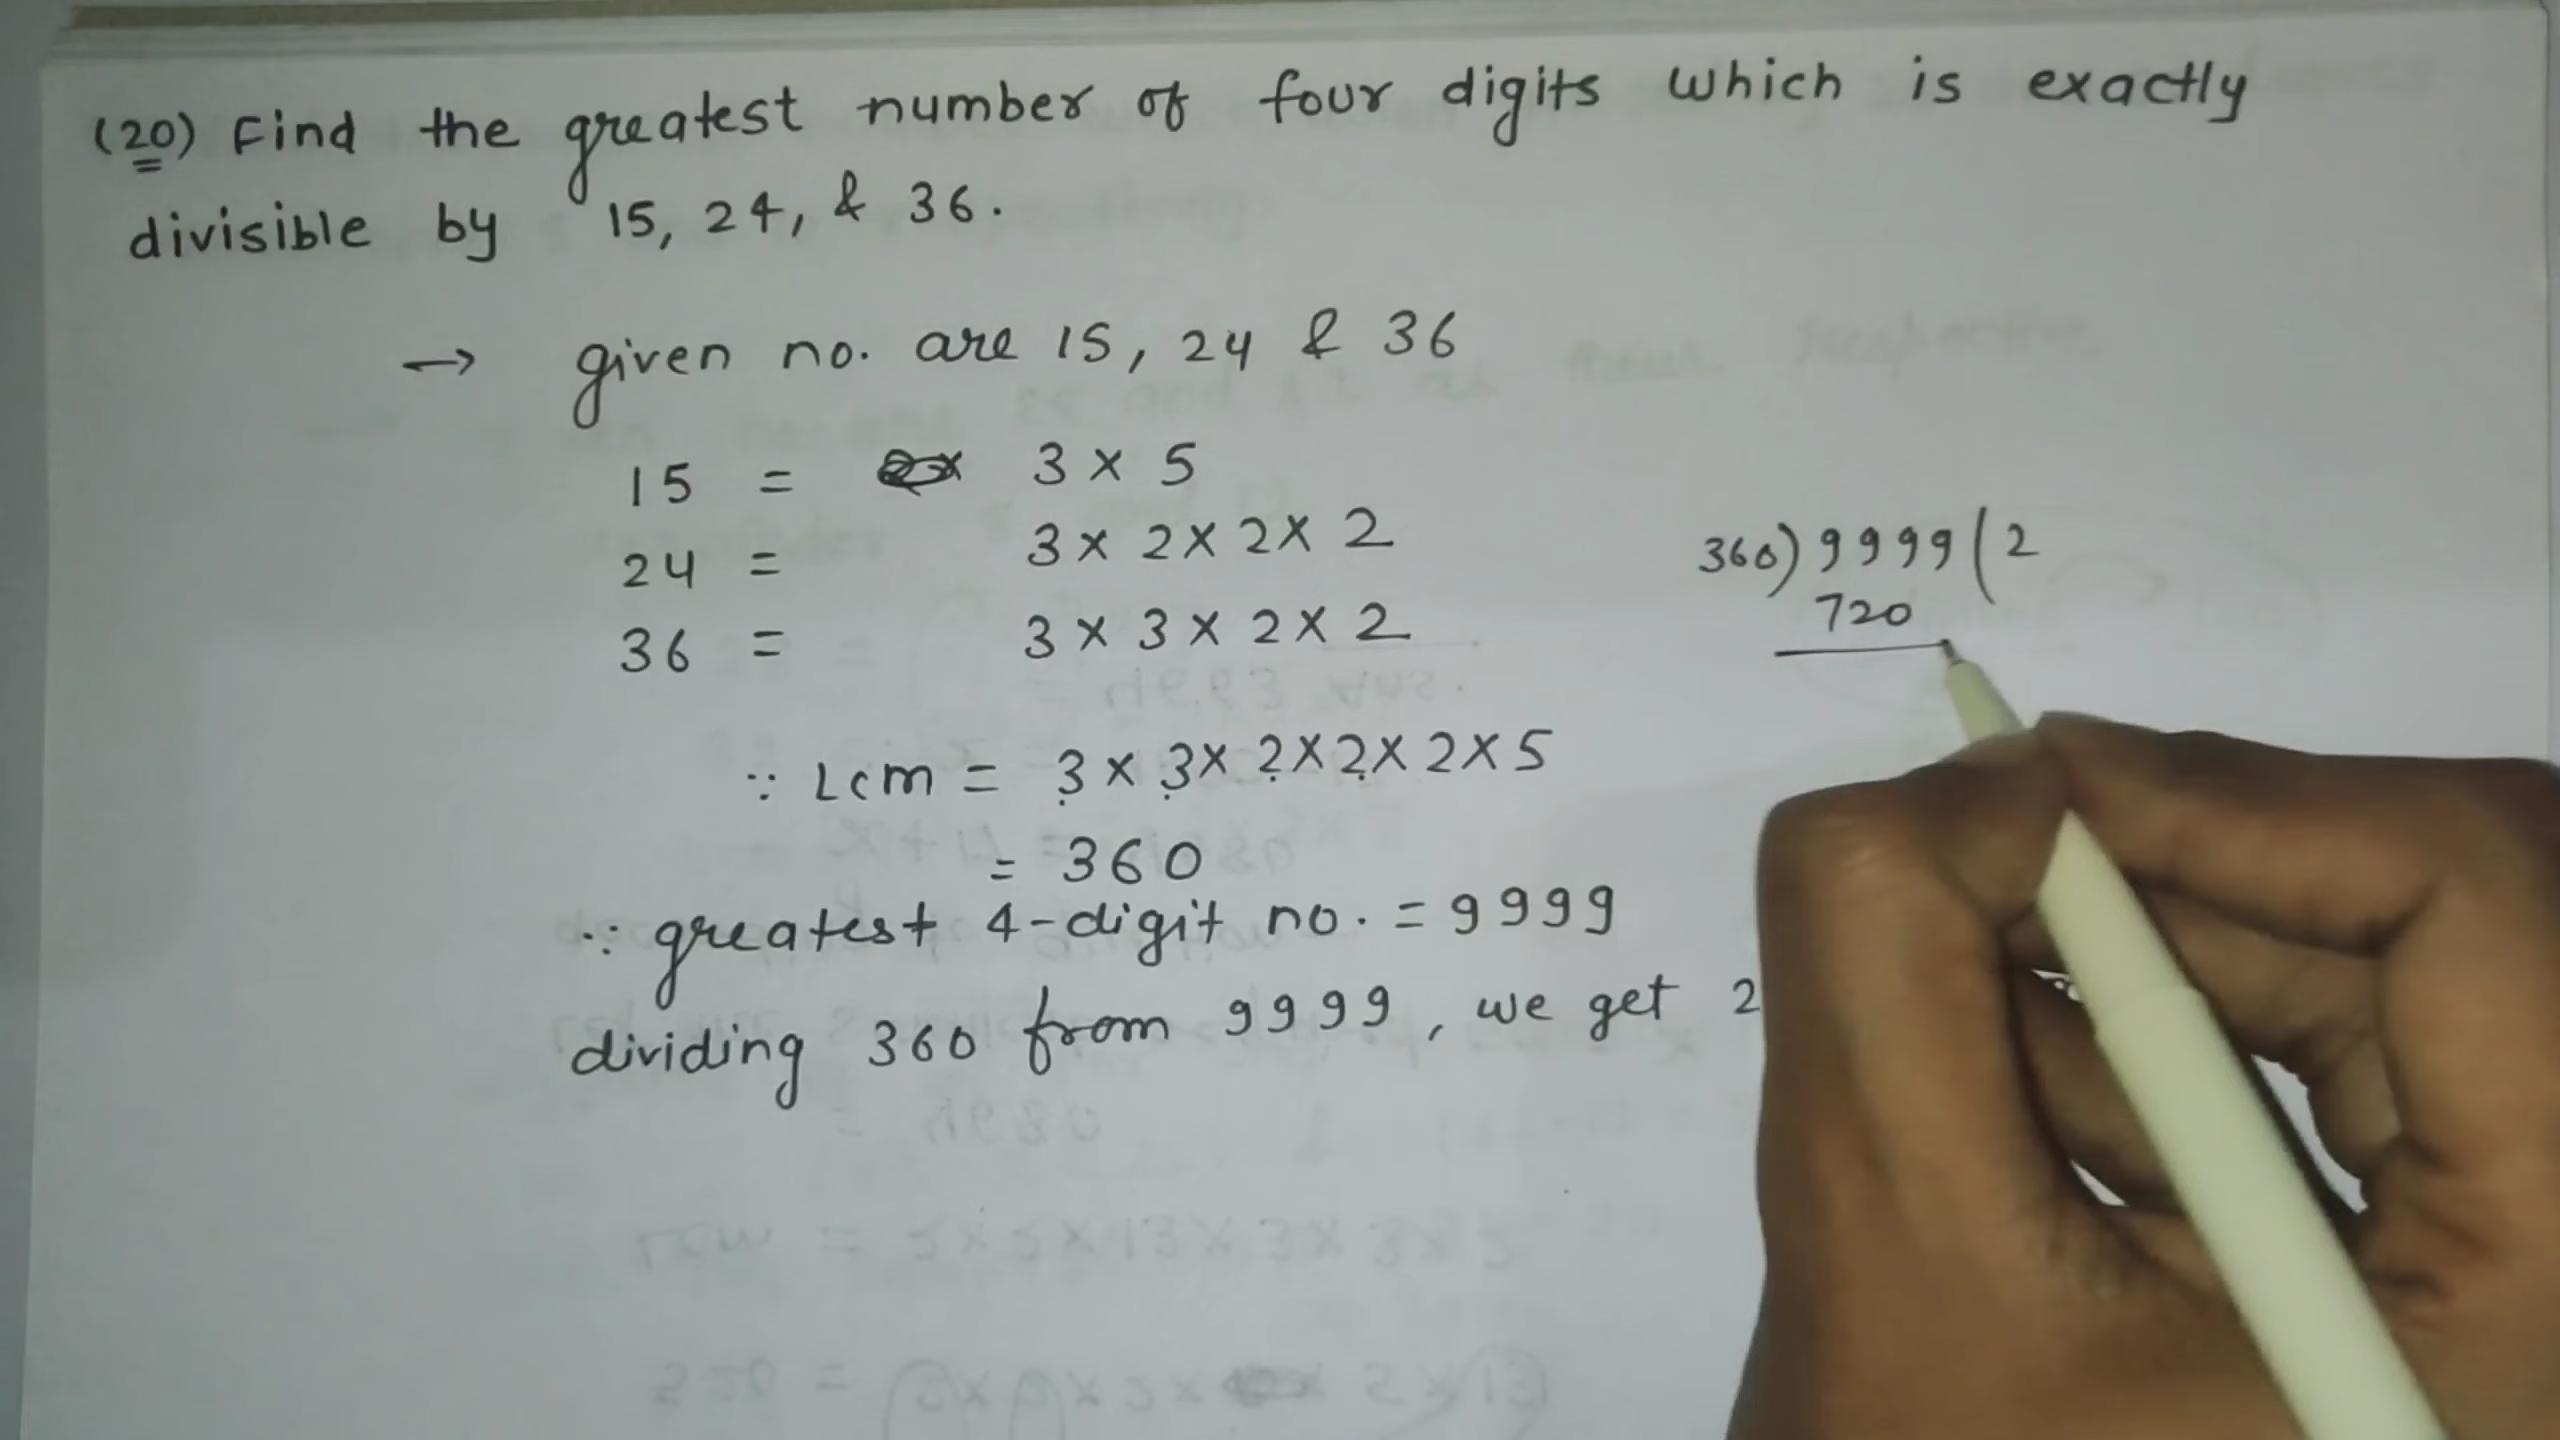 (20) Find the greatest number of four digits which is exactly
divisible by 15, 24, & 36.
→ given no. are 15, 24 & 36
15 = 3 × 5
24 = 3 × 2 × 2 × 2
36 = 3 × 3 × 2 × 2
360) 9999 ( 2
720
∵ Lcm = 3 × 3 × 2 × 2 × 2 × 5
= 360
∵ greatest 4-digit no. = 9999
dividing 360 from 9999, we get 2